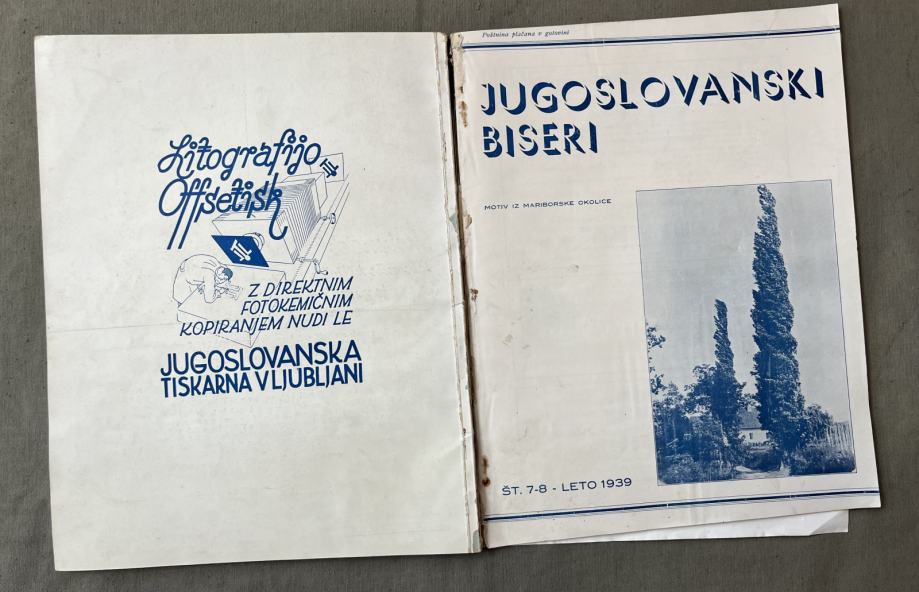 Litografijo
Offsetisk
Z DIREKTNIM
FOTOKEMIČNIM
KOPIRANJEM NUDI LE
JUGOSLOVANSKA
TISKARNA V LJUBLJANI
Poštnina plačana v gotovini
JUGOSLOVANSKI
BISERI
MOTIV IZ MARIBORSKE OKOLICE
ŠT. 7-8 - LETO 1939